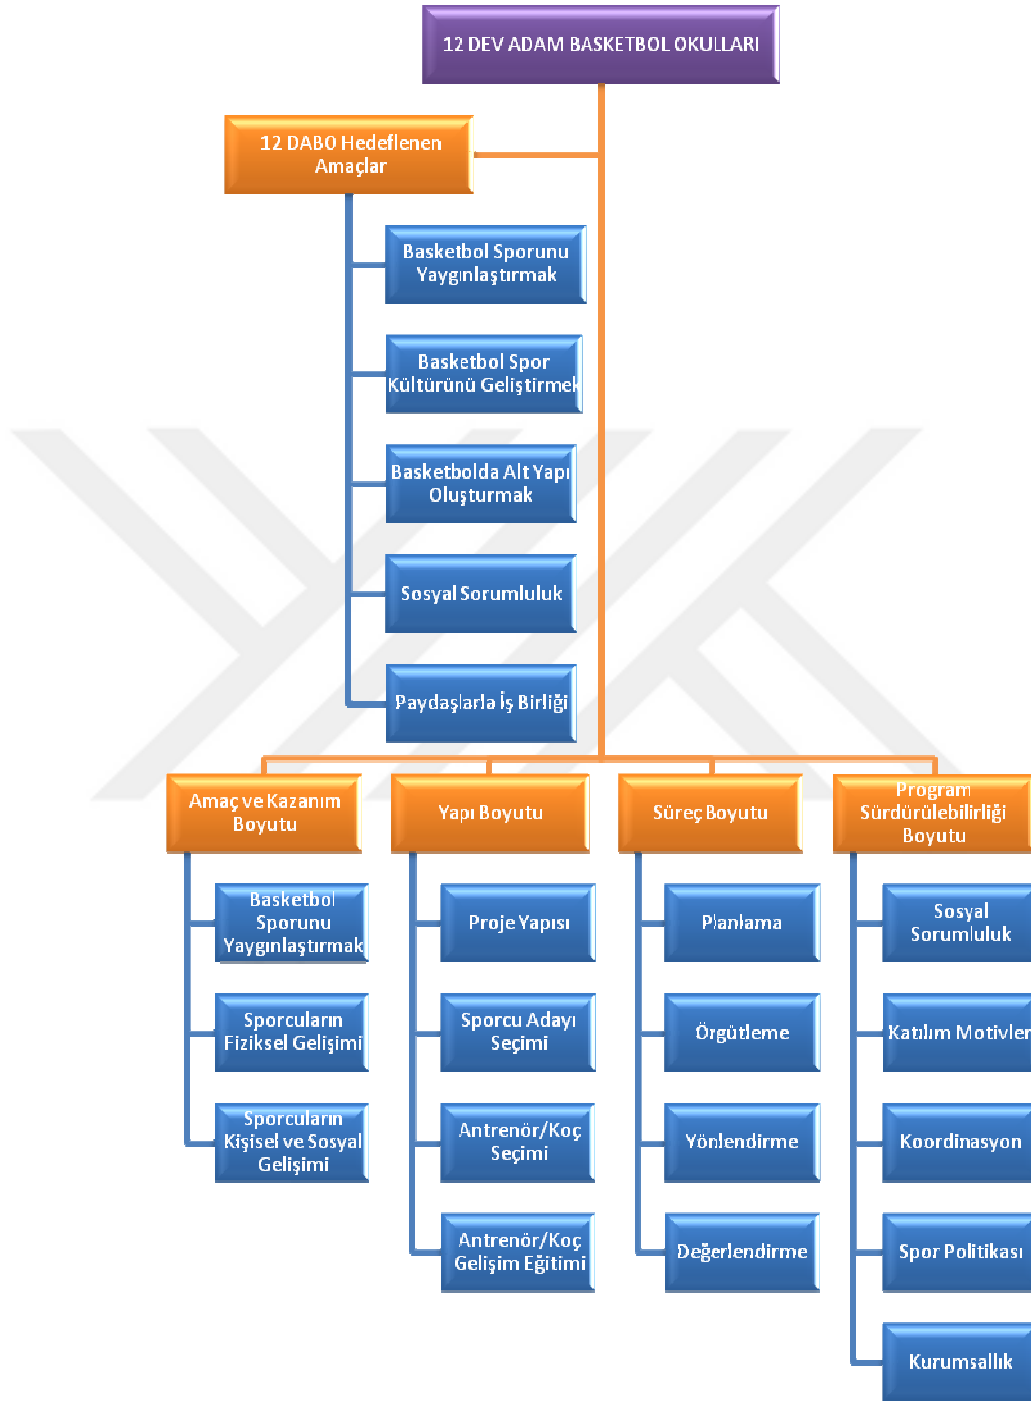 12 DEV ADAM BASKETBOL OKULLARI
12 DABO Hedeflenen
Amaçlar
Basketbol Sporunu
Yaygınlaştırmak
Basketbol Spor
Kültürünü Geliştirmek
Basketbolda Alt Yapı
Oluşturmak
Sosyal Sorumluluk
Paydaşlarla İş Birliği
Amaç ve Kazanım
Boyutu
Basketbol
Sporunu
Yaygınlaştırmak
Sporcuların
Fiziksel Gelişimi
Sporcuların
Kişisel ve Sosyal
Gelişimi
Yapı Boyutu
Proje Yapısı
Sporcu Adayı
Seçimi
Antrenör/Koç
Seçimi
Antrenör/Koç
Gelişim Eğitimi
Süreç Boyutu
Planlama
Örgütleme
Yönlendirme
Değerlendirme
Program
Sürdürülebilirliği
Boyutu
Sosyal
Sorumluluk
Katılım Motivler
Koordinasyon
Spor Politikası
Kurumsallık